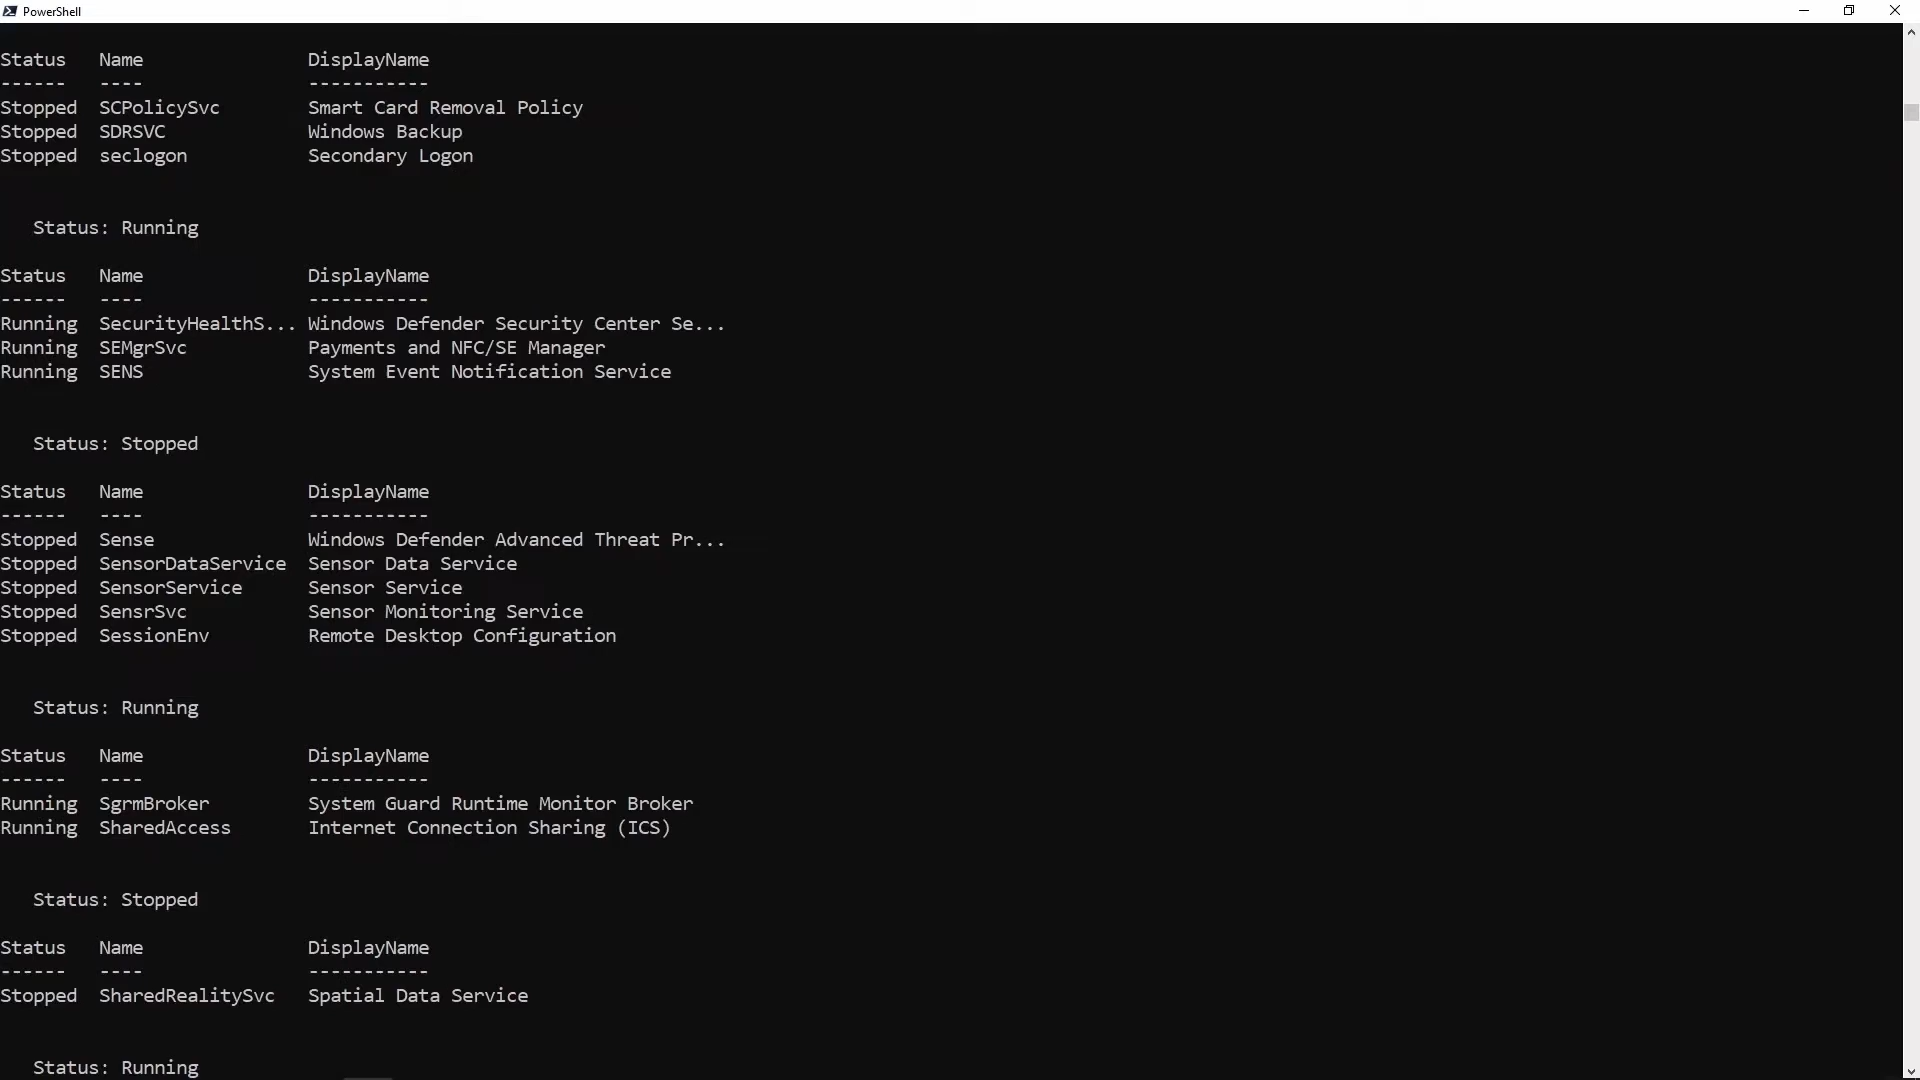 PowerShell
Status   Name               DisplayName
------   ----               -----------
Stopped  SCPolicySvc        Smart Card Removal Policy
Stopped  SDRSVC             Windows Backup
Stopped  seclogon           Secondary Logon
   Status: Running
Status   Name               DisplayName
------   ----               -----------
Running  SecurityHealthS... Windows Defender Security Center Se...
Running  SEMgrSvc           Payments and NFC/SE Manager
Running  SENS               System Event Notification Service
   Status: Stopped
Status   Name               DisplayName
------   ----               -----------
Stopped  Sense              Windows Defender Advanced Threat Pr...
Stopped  SensorDataService  Sensor Data Service
Stopped  SensorService      Sensor Service
Stopped  SensrSvc           Sensor Monitoring Service
Stopped  SessionEnv         Remote Desktop Configuration
   Status: Running
Status   Name               DisplayName
------   ----               -----------
Running  SgrmBroker         System Guard Runtime Monitor Broker
Running  SharedAccess       Internet Connection Sharing (ICS)
   Status: Stopped
Status   Name               DisplayName
------   ----               -----------
Stopped  SharedRealitySvc   Spatial Data Service
   Status: Running